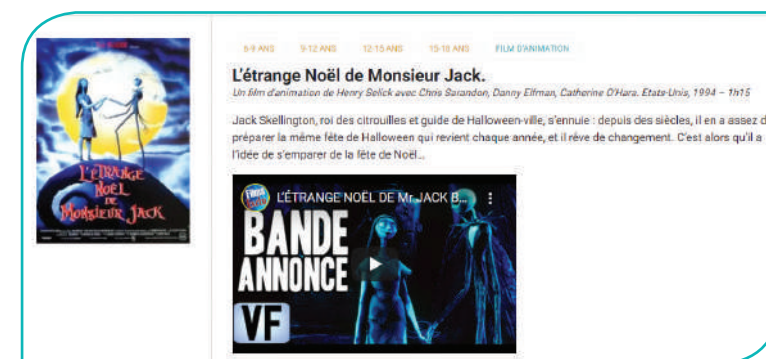 6-9 ANS 9-12 ANS 12-15 ANS 15-18 ANS FILM D'ANIMATION
L'étrange Noël de Monsieur Jack.
Un film d'animation de Henry Selick avec Chris Sarandon, Danny Elfman, Catherine O'Hara. Etats-Unis, 1994 – 1h15
Jack Skellington, roi des citrouilles et guide de Halloween-ville, s'ennuie : depuis des siècles, il en a assez d
préparer la même fête de Halloween qui revient chaque année, et il rêve de changement. C'est alors qu'il a
l'idée de s'emparer de la fête de Noël...
L'ÉTRANGE
NOËL
DE
MONSIEUR JACK
L'ÉTRANGE NOËL DE Mr JACK B...
BANDE
ANNONCE
VF